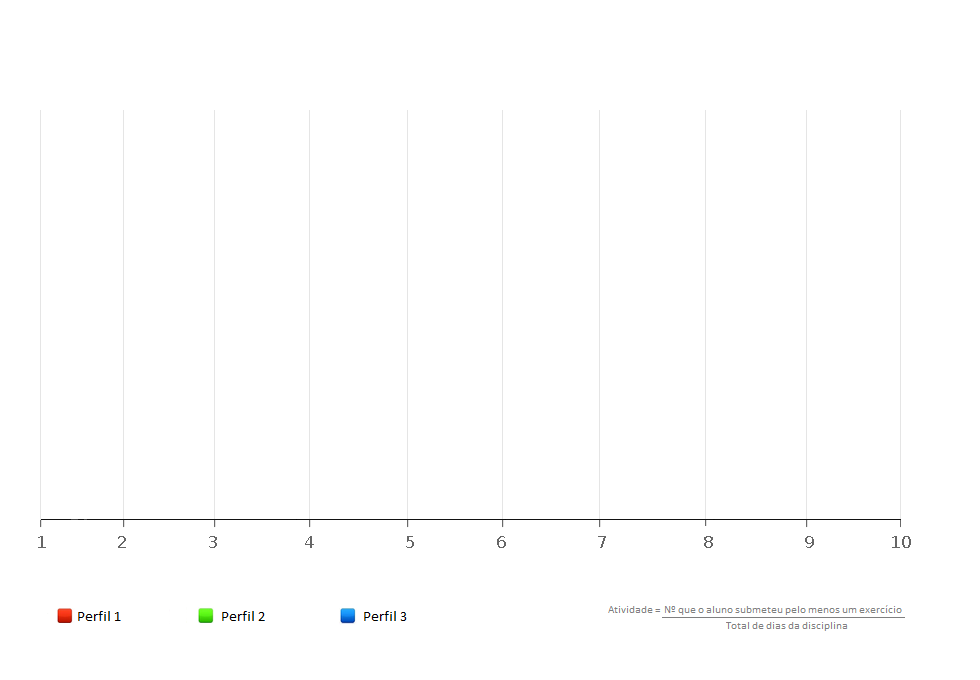 1 2 3 4 5 6 7 8 9 10
Perfil 1 Perfil 2 Perfil 3
Atividade = Nº que o aluno submeteu pelo menos um exercício
Total de dias da disciplina